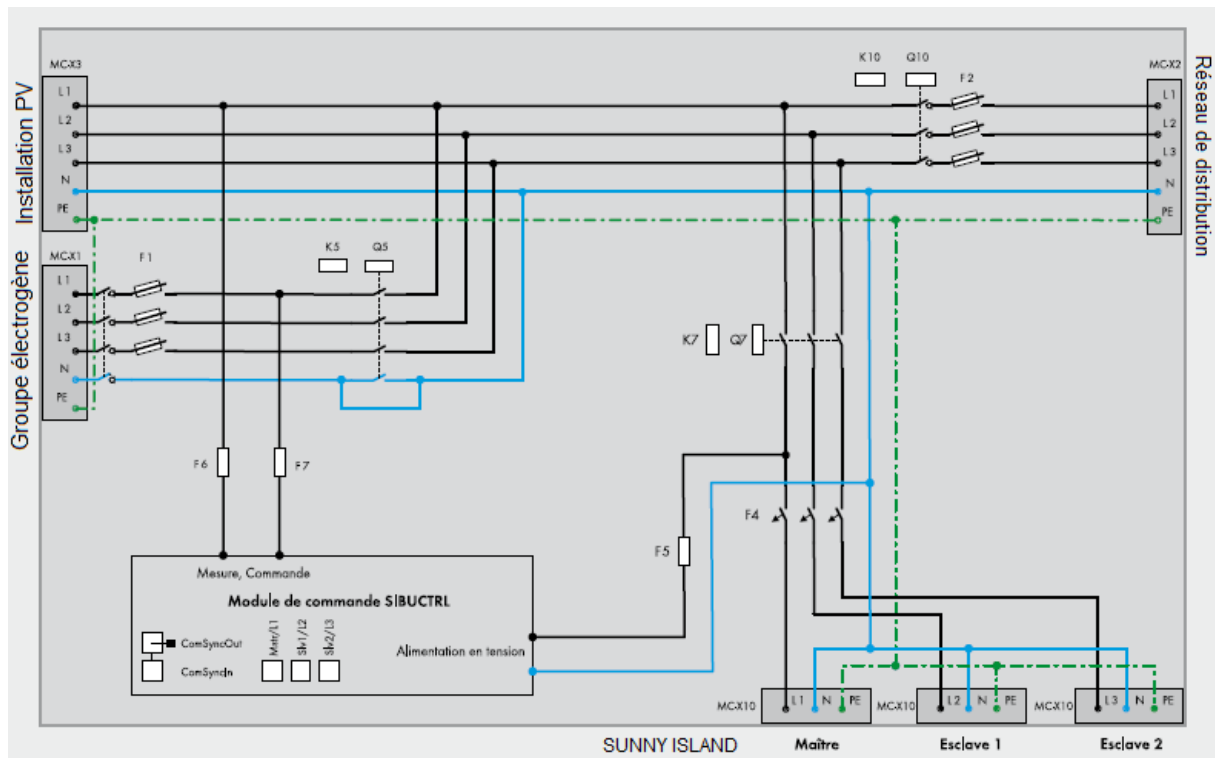 K10 Q10
F2
MC-X3
MC-X2
Installation PV
Réseau de distribution
L1
L2
L3
N
PE
L1
L2
L3
N
PE
Groupe électrogène
MC-X1
F1
K5 Q5
L1
L2
L3
N
PE
K7 Q7
F6
F7
F4
F5
Mesure, Commande
Module de commande SIBUCTRL
ComSyncOut
ComSyncIn
Mstr/L1
Slv1/L2
Slv2/L3
Alimentation en tension
MC-X10
L1 N PE
MC-X10
L2 N PE
MC-X10
L3 N PE
SUNNY ISLAND
Maître
Esclave 1
Esclave 2